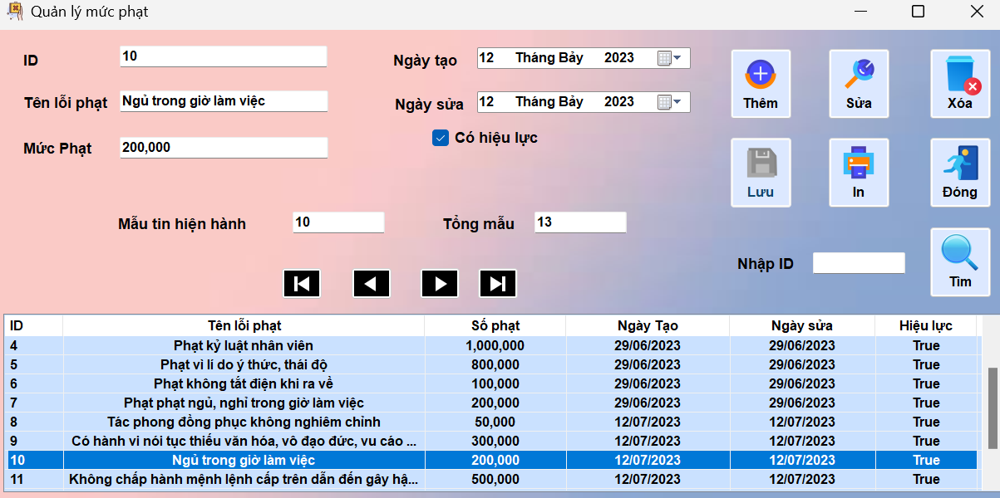 Quản lý mức phạt
ID 10 Ngày tạo 12 Tháng Bảy 2023
Tên lỗi phạt Ngủ trong giờ làm việc Ngày sửa 12 Tháng Bảy 2023
Thêm Sửa Xóa
Mức Phạt 200,000 Có hiệu lực
Lưu In Đóng
Mẫu tin hiện hành 10 Tổng mẫu 13
Nhập ID
Tìm
ID Tên lỗi phạt Số phạt Ngày Tạo Ngày sửa Hiệu lực
4 Phạt kỷ luật nhân viên 1,000,000 29/06/2023 29/06/2023 True
5 Phạt vì lí do ý thức, thái độ 800,000 29/06/2023 29/06/2023 True
6 Phạt không tắt điện khi ra về 100,000 29/06/2023 29/06/2023 True
7 Phạt phạt ngủ, nghỉ trong giờ làm việc 200,000 29/06/2023 29/06/2023 True
8 Tác phong đồng phục không nghiêm chỉnh 50,000 12/07/2023 12/07/2023 True
9 Có hành vi nói tục thiếu văn hóa, vô đạo đức, vu cáo ... 300,000 12/07/2023 12/07/2023 True
10 Ngủ trong giờ làm việc 200,000 12/07/2023 12/07/2023 True
11 Không chấp hành mệnh lệnh cấp trên dẫn đến gây hậ... 500,000 12/07/2023 12/07/2023 True